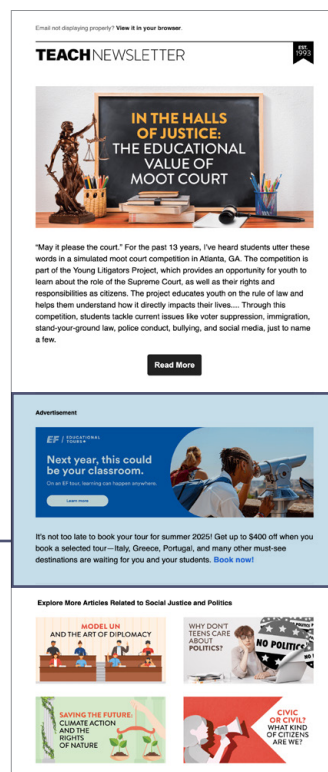 Email not displaying properly? View it in your browser.
TEACH NEWSLETTER
EST.
1993
IN THE HALLS
OF JUSTICE:
THE EDUCATIONAL
VALUE OF
MOOT COURT
"May it please the court." For the past 13 years, I've heard students utter these
words in a simulated moot court competition in Atlanta, GA. The competition is
part of the Young Litigators Project, which provides an opportunity for youth to
learn about the role of the Supreme Court, as well as their rights and
responsibilities as citizens. The project educates youth on the rule of law and
helps them understand how it directly impacts their lives.... Through this
competition, students tackle current issues like voter suppression, immigration,
stand-your-ground law, police conduct, bullying, and social media, just to name
a few.
Read More
Advertisement
EF EDUCATIONAL
TOURS
Next year, this could
be your classroom.
On an EF tour, learning can happen anywhere.
Learn more
It's not too late to book your tour for summer 2025! Get up to $400 off when you
book a selected tour—Italy, Greece, Portugal, and many other must-see
destinations are waiting for you and your students. Book now!
Explore More Articles Related to Social Justice and Politics
MODEL UN
AND THE ART OF DIPLOMACY
WHY DON'T
TEENS CARE
ABOUT
POLITICS?
NO POLITICS
NO
SAVING THE FUTURE:
CLIMATE ACTION
AND THE
RIGHTS
OF NATURE
CIVIC
OR CIVIL?
WHAT KIND
OF CITIZENS
ARE WE?